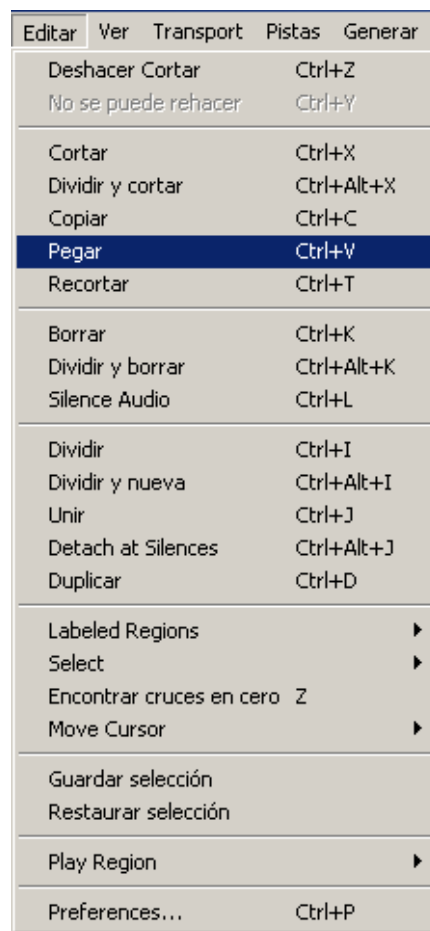 Editar Ver Transport Pistas Generar
Deshacer Cortar Ctrl+Z
No se puede rehacer Ctrl+Y
Cortar Ctrl+X
Dividir y cortar Ctrl+Alt+X
Copiar Ctrl+C
Pegar Ctrl+V
Recortar Ctrl+T
Borrar Ctrl+K
Dividir y borrar Ctrl+Alt+K
Silence Audio Ctrl+L
Dividir Ctrl+I
Dividir y nueva Ctrl+Alt+I
Unir Ctrl+J
Detach at Silences Ctrl+Alt+J
Duplicar Ctrl+D
Labeled Regions
Select
Encontrar cruces en cero Z
Move Cursor
Guardar selección
Restaurar selección
Play Region
Preferences... Ctrl+P